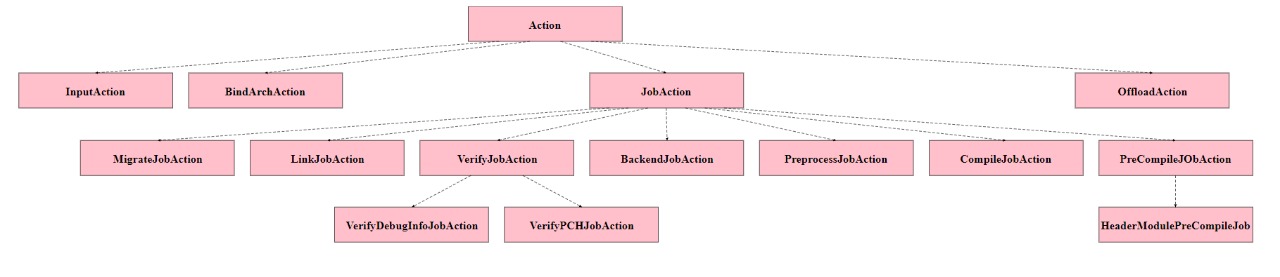 Action
InputAction
BindArchAction
JobAction
OffloadAction
MigrateJobAction
LinkJobAction
VerifyJobAction
BackendJobAction
PreprocessJobAction
CompileJobAction
PreCompileJObAction
VerifyDebugInfoJobAction
VerifyPCHJobAction
HeaderModulePreCompileJob